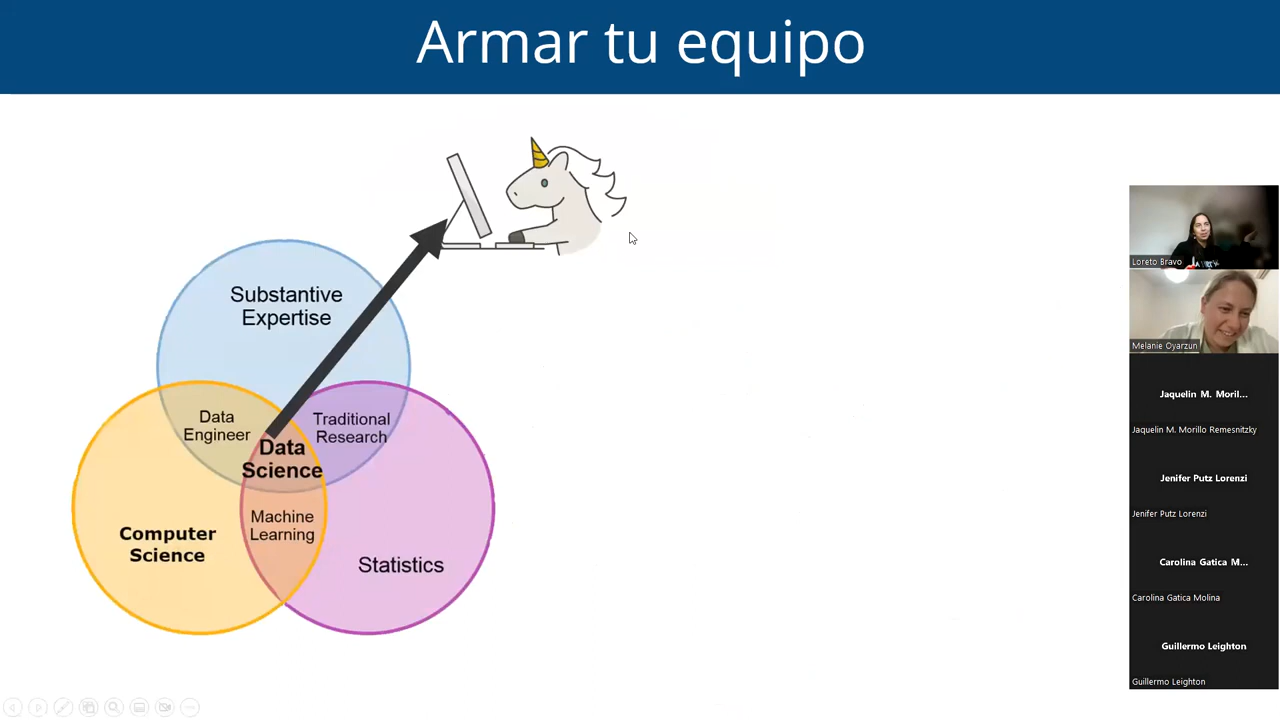 Armar tu equipo
Substantive
Expertise
Data
Engineer
Traditional
Research
Data
Science
Machine
Learning
Computer
Science
Statistics
Loreto Bravo
Melanie Oyarzun
Jaquelin M. Moril...
Jaquelin M. Morillo Remesnitzky
Jenifer Putz Lorenzi
Jenifer Putz Lorenzi
Carolina Gatica M...
Carolina Gatica Molina
Guillermo Leighton
Guillermo Leighton